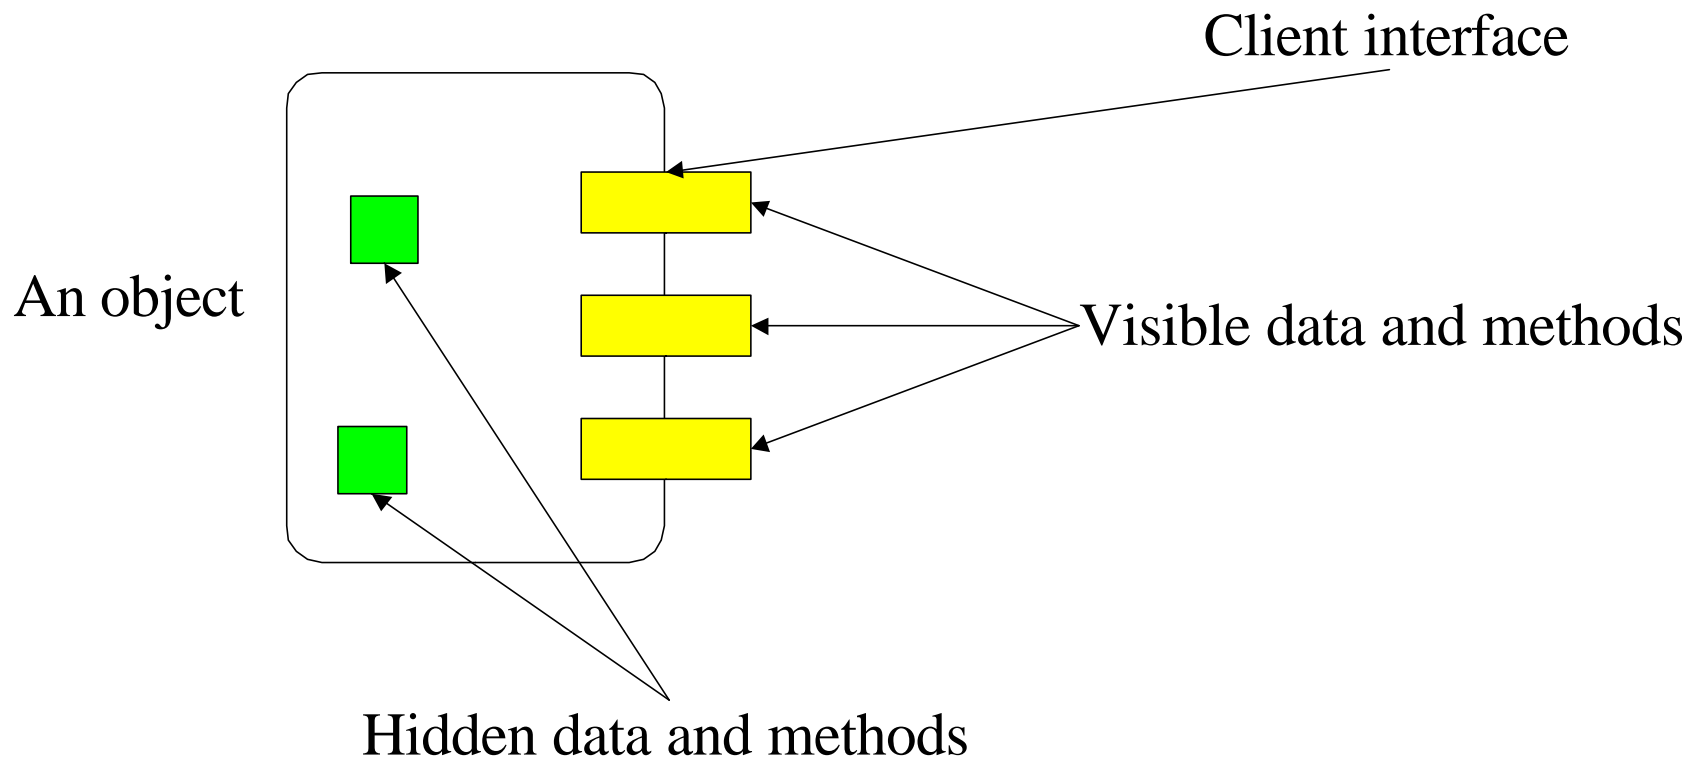 Client interface
An object
Visible data and methods
Hidden data and methods